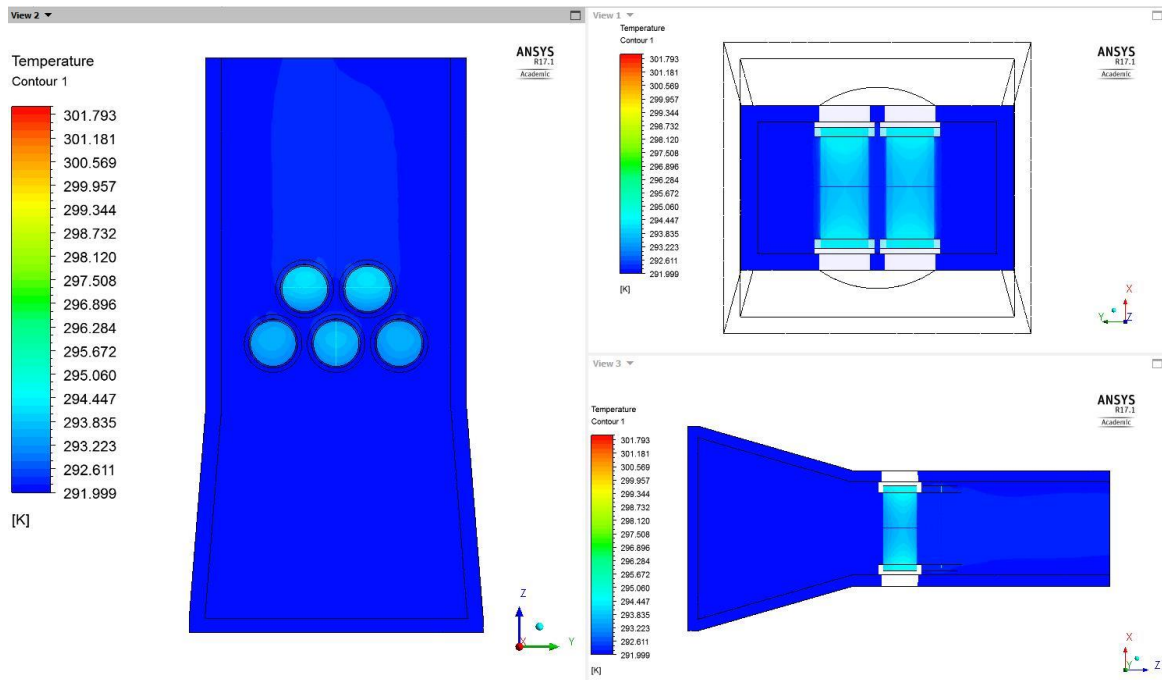 View 2
Temperature
Contour 1
301.793
301.181
300.569
299.957
299.344
298.732
298.120
297.508
296.896
296.284
295.672
295.060
294.447
293.835
293.223
292.611
291.999
[K]
ANSYS
R17.1
Academic
Z
Y
X
View 1
Temperature
Contour 1
301.793
301.181
300.569
299.957
299.344
298.732
298.120
297.508
296.896
296.284
295.672
295.060
294.447
293.835
293.223
292.611
291.999
[K]
ANSYS
R17.1
Academic
X
Y
Z
View 3
Temperature
Contour 1
301.793
301.181
300.569
299.957
299.344
298.732
298.120
297.508
296.896
296.284
295.672
295.060
294.447
293.835
293.223
292.611
291.999
[K]
ANSYS
R17.1
Academic
X
Y
Z